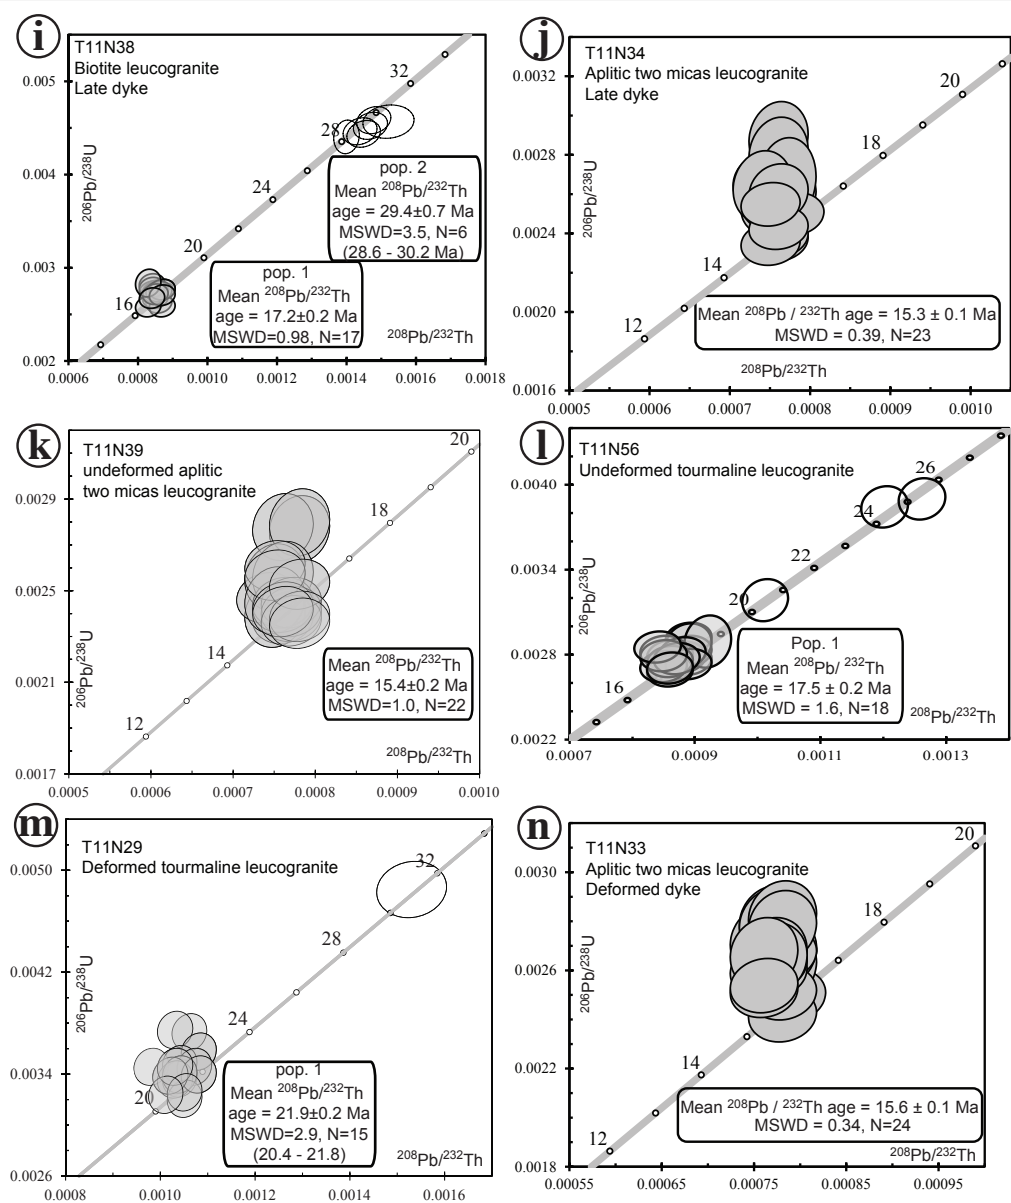 i
T11N38
Biotite leucogranite
Late dyke
0.005
0.004
0.003
0.002
206Pb/238U
32
28
24
20
16
pop. 2
Mean 208Pb/232Th
age = 29.4±0.7 Ma
MSWD=3.5, N=6
(28.6 - 30.2 Ma)
pop. 1
Mean 208Pb/232Th
age = 17.2±0.2 Ma
MSWD=0.98, N=17
208Pb/232Th
0.0006 0.0008 0.0010 0.0012 0.0014 0.0016 0.0018
j
T11N34
Aplitic two micas leucogranite
Late dyke
0.0032
0.0028
0.0024
0.0020
0.0016
206Pb/238U
20
18
14
12
Mean 208Pb / 232Th age = 15.3 ± 0.1 Ma
MSWD = 0.39, N=23
208Pb/232Th
0.0005 0.0006 0.0007 0.0008 0.0009 0.0010
k
T11N39
undeformed aplitic
two micas leucogranite
0.0029
0.0025
0.0021
0.0017
206Pb/238U
20
18
14
12
Mean 208Pb/232Th
age = 15.4±0.2 Ma
MSWD=1.0, N=22
208Pb/232Th
0.0005 0.0006 0.0007 0.0008 0.0009 0.0010
l
T11N56
Undeformed tourmaline leucogranite
0.0040
0.0034
0.0028
0.0022
206Pb/238U
26
24
22
20
16
Pop. 1
Mean 208Pb/ 232Th
age = 17.5 ± 0.2 Ma
MSWD = 1.6, N=18
208Pb/232Th
0.0007 0.0009 0.0011 0.0013
m
T11N29
Deformed tourmaline leucogranite
0.0050
0.0042
0.0034
0.0026
206Pb/238U
32
28
24
20
pop. 1
Mean 208Pb/232Th
age = 21.9±0.2 Ma
MSWD=2.9, N=15
(20.4 - 21.8)
208Pb/232Th
0.0008 0.0010 0.0012 0.0014 0.0016
n
T11N33
Aplitic two micas leucogranite
Deformed dyke
0.0030
0.0026
0.0022
0.0018
206Pb/238U
20
18
14
12
Mean 208Pb / 232Th age = 15.6 ± 0.1 Ma
MSWD = 0.34, N=24
208Pb/232Th
0.00055 0.00065 0.00075 0.00085 0.00095